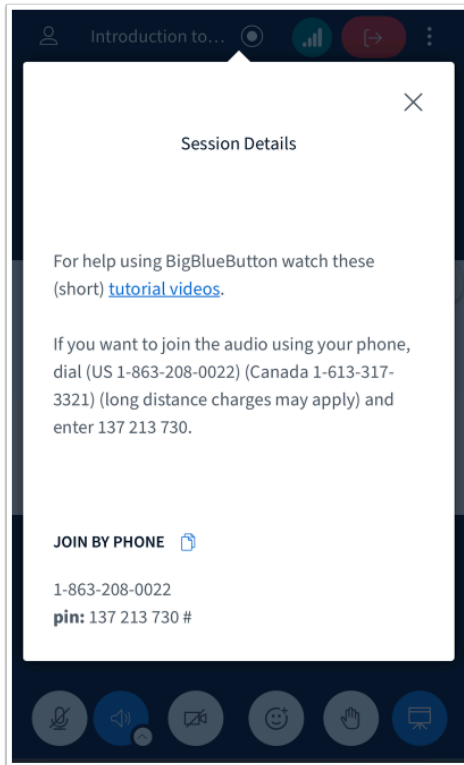 Introduction to...
Session Details
For help using BigBlueButton watch these
(short) tutorial videos.
If you want to join the audio using your phone,
dial (US 1-863-208-0022) (Canada 1-613-317-
3321) (long distance charges may apply) and
enter 137 213 730.
JOIN BY PHONE
1-863-208-0022
pin: 137 213 730 #